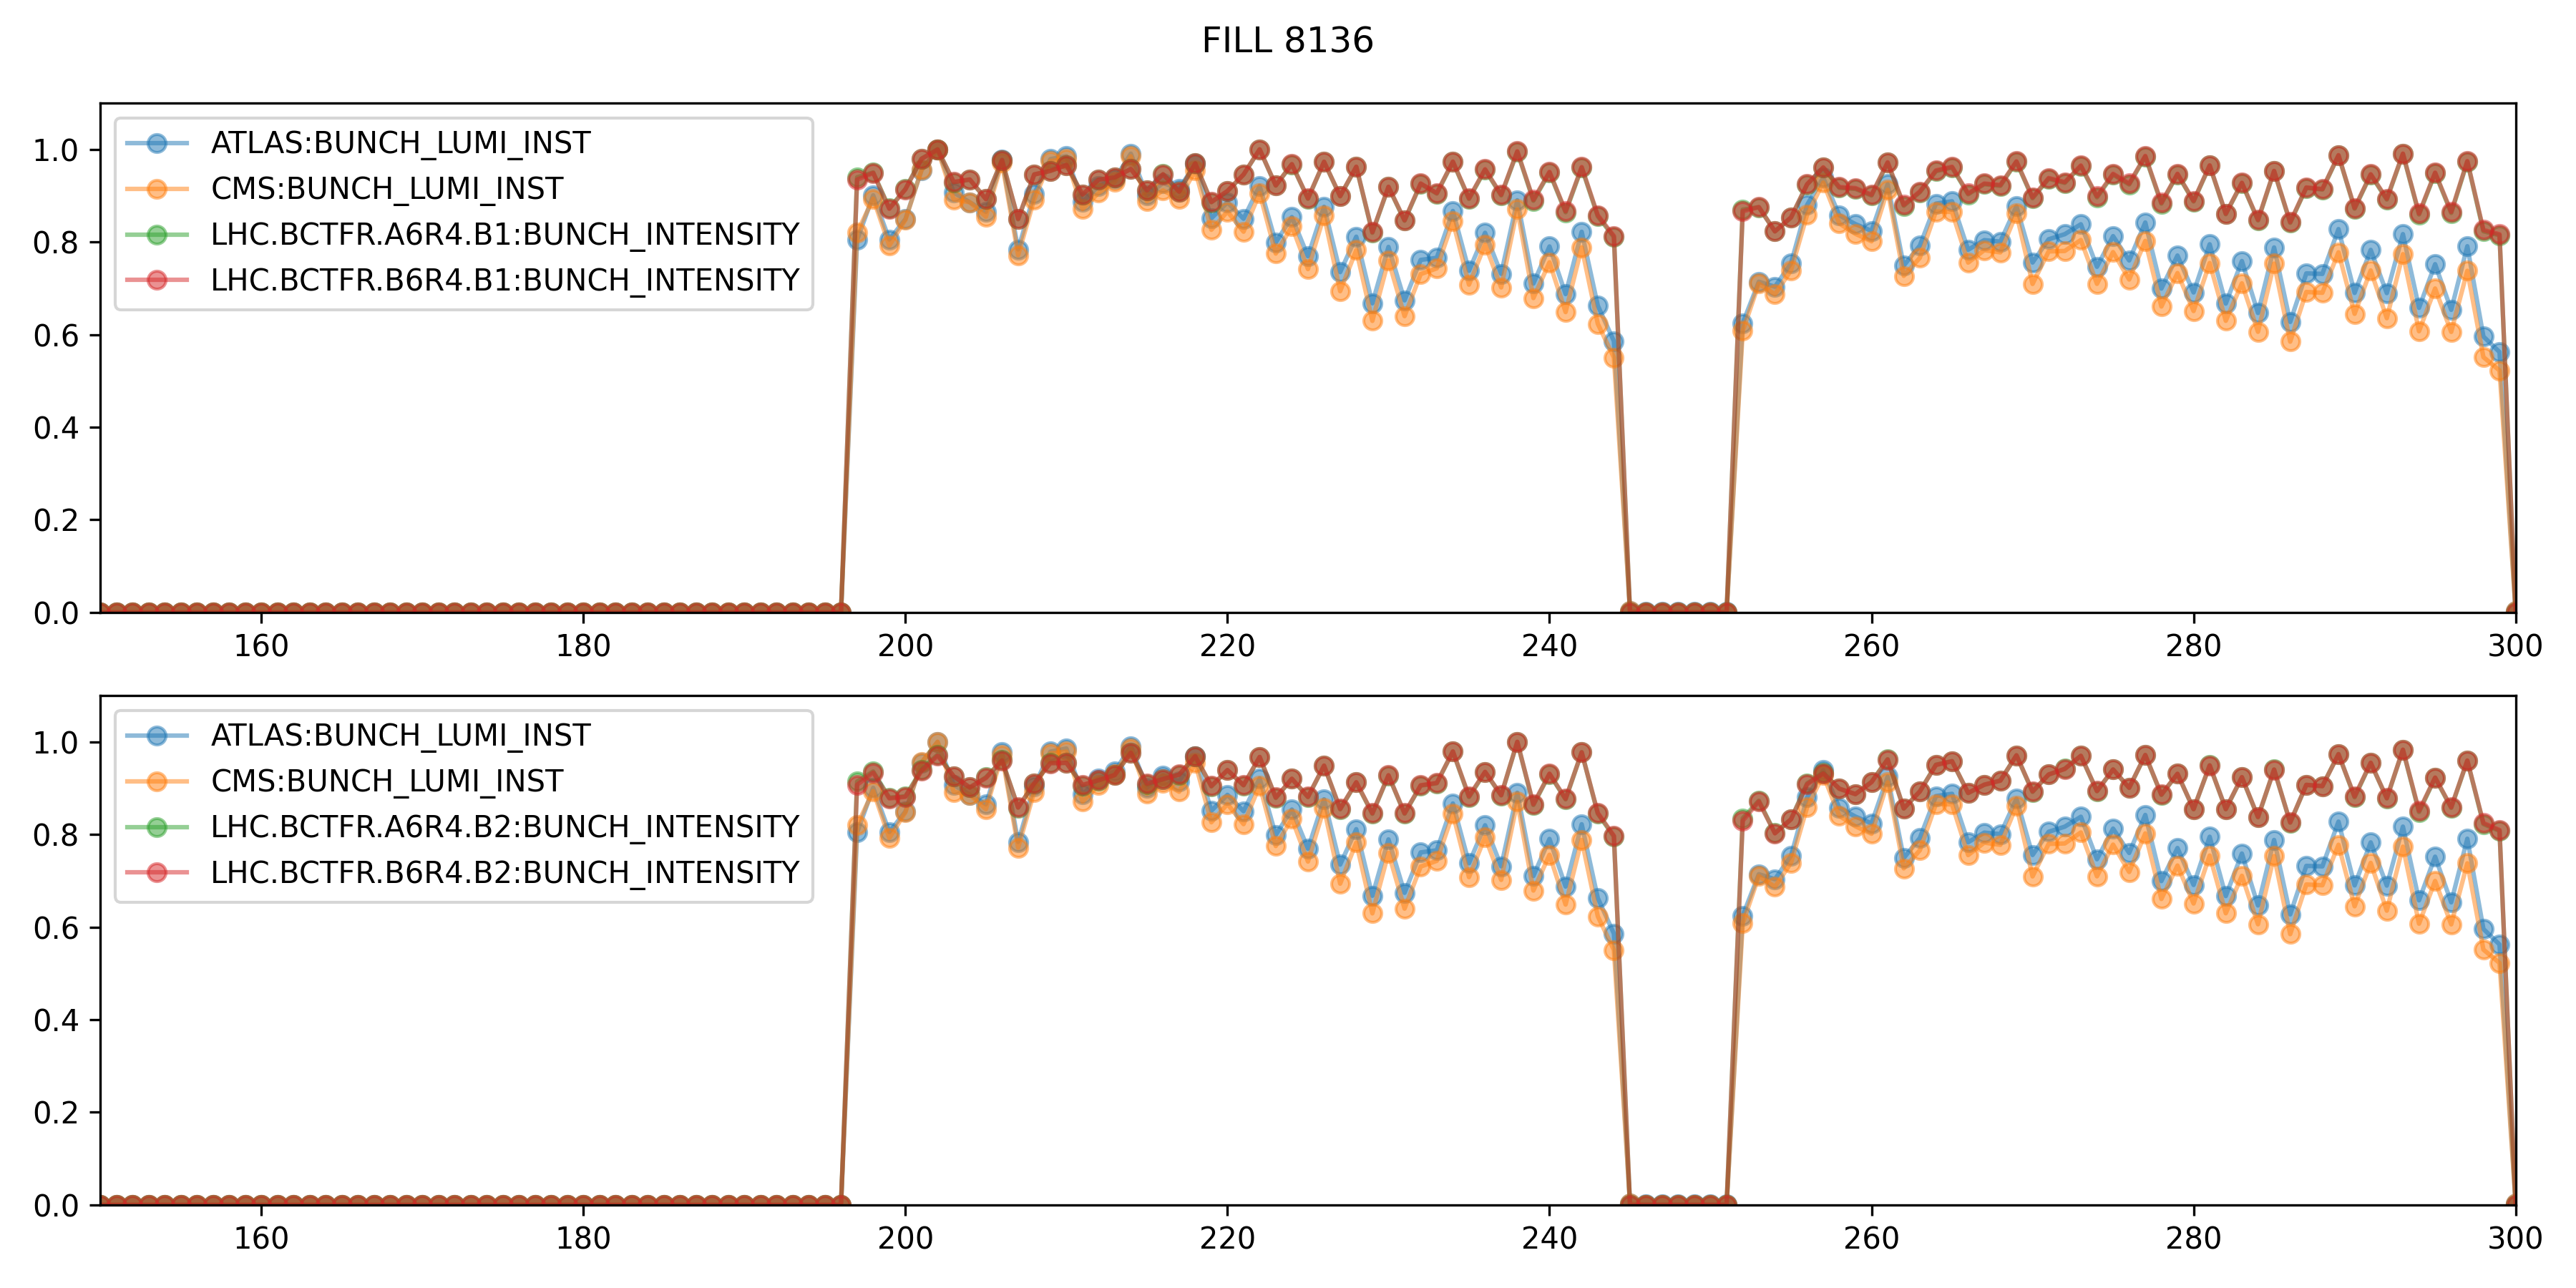 FILL 8136
ATLAS:BUNCH_LUMI_INST
CMS:BUNCH_LUMI_INST
LHC.BCTFR.A6R4.B1:BUNCH_INTENSITY
LHC.BCTFR.B6R4.B1:BUNCH_INTENSITY
1.0
0.8
0.6
0.4
0.2
0.0
160 180 200 220 240 260 280 300
ATLAS:BUNCH_LUMI_INST
CMS:BUNCH_LUMI_INST
LHC.BCTFR.A6R4.B2:BUNCH_INTENSITY
LHC.BCTFR.B6R4.B2:BUNCH_INTENSITY
1.0
0.8
0.6
0.4
0.2
0.0
160 180 200 220 240 260 280 300